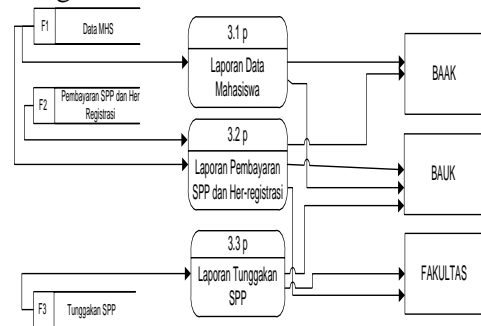 F1
Data MHS
F2
Pembayaran SPP dan Her
Registrasi
F3
Tunggakan SPP
3.1 p
Laporan Data
Mahasiswa
3.2 p
Laporan Pembayaran
SPP dan Her-registrasi
3.3 p
Laporan Tunggakan
SPP
BAAK
BAUK
FAKULTAS